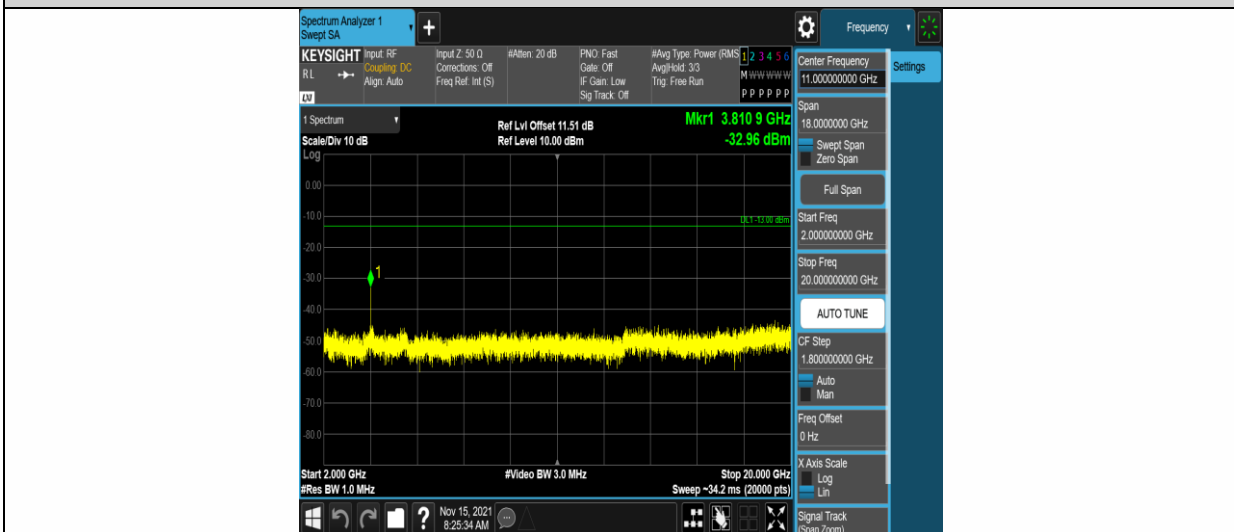 Spectrum Analyzer 1
Swept SA
+
Frequency
KEYSIGHT
RL
LXI
Input: RF
Coupling: DC
Align: Auto
Input Z: 50 Ω
Corrections: Off
Freq Ref: Int (S)
#Atten: 20 dB
PNO: Fast
Gate: Off
IF Gain: Low
Sig Track: Off
#Avg Type: Power (RMS
Avg|Hold: 3/3
Trig: Free Run
1 2 3 4 5 6
M W W W W W
P P P P P P
1 Spectrum
Scale/Div 10 dB
Log
Ref Lvl Offset 11.51 dB
Ref Level 10.00 dBm
Mkr1 3.810 9 GHz
-32.96 dBm
0.00
-10.0
DL1 -13.00 dBm
-20.0
-30.0
1
-40.0
-50.0
-60.0
-70.0
-80.0
Start 2.000 GHz
#Res BW 1.0 MHz
#Video BW 3.0 MHz
Stop 20.000 GHz
Sweep ~34.2 ms (20000 pts)
?
Nov 15, 2021
8:25:34 AM
Center Frequency
11.000000000 GHz
Settings
Span
18.0000000 GHz
Swept Span
Zero Span
Full Span
Start Freq
2.000000000 GHz
Stop Freq
20.000000000 GHz
AUTO TUNE
CF Step
1.800000000 GHz
Auto
Man
Freq Offset
0 Hz
X Axis Scale
Log
Lin
Signal Track
(Span Zoom)